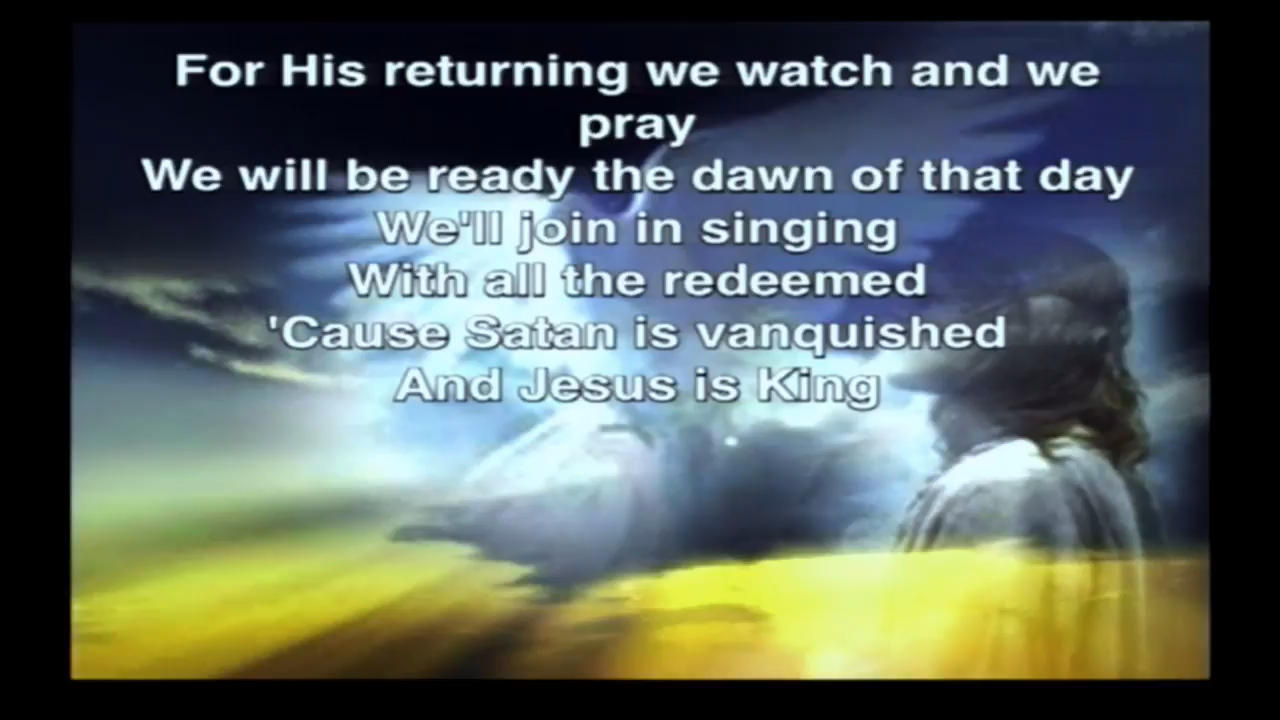 For His returning we watch and we
pray
We will be ready the dawn of that day
We'll join in singing
With all the redeemed
'Cause Satan is vanquished
And Jesus is King